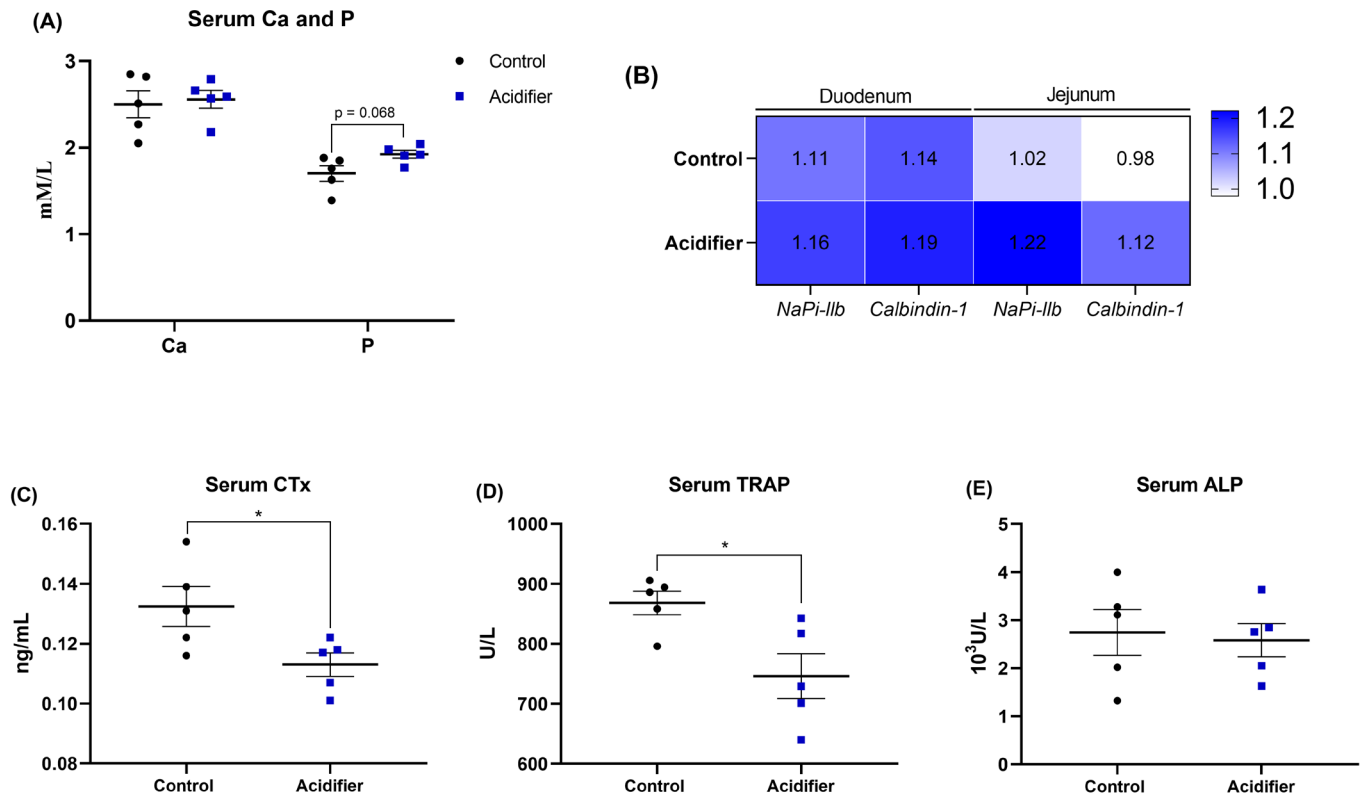 (A)
Serum Ca and P
Control
Acidifier
3
2
1
0
mM/L
p = 0.068
Ca
P
(B)
Duodenum
Jejunum
Control
1.11
1.14
1.02
0.98
Acidifier
1.16
1.19
1.22
1.12
NaPi-IIb
Calbindin-1
NaPi-IIb
Calbindin-1
1.2
1.1
1.0
(C)
Serum CTx
*
0.16
0.14
0.12
0.10
0.08
ng/mL
Control
Acidifier
(D)
Serum TRAP
*
1000
900
800
700
600
U/L
Control
Acidifier
(E)
Serum ALP
5
4
3
2
1
0
10³U/L
Control
Acidifier